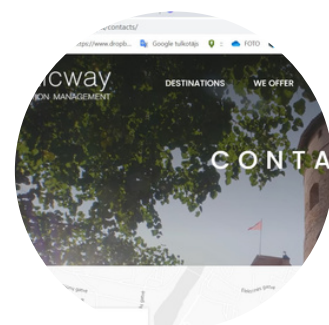 /contacts/
ttps://www.dropb... Google tulkotājs FOTO
icway
DESTINATIONS WE OFFER
ION MANAGEMENT
CONTA